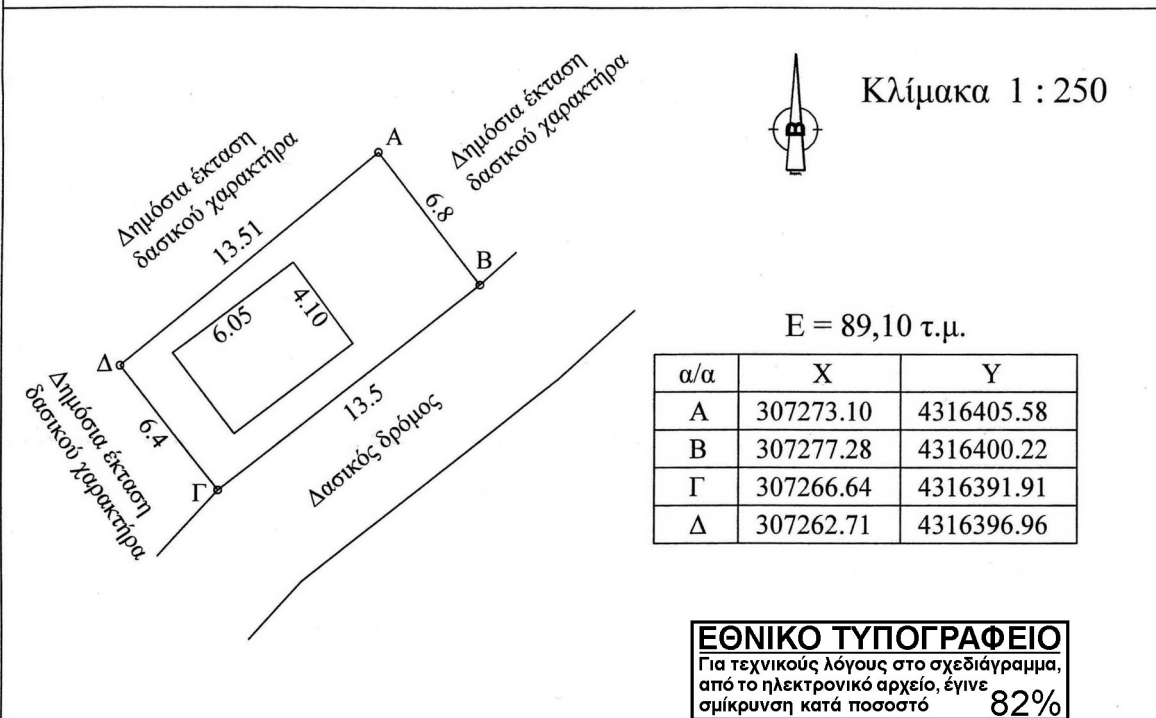 Κλίμακα 1 : 250
Δημόσια έκταση
δασικού χαρακτήρα
Δημόσια έκταση
δασικού χαρακτήρα
Α
6.8
13.51
Β
4.10
6.05
Δ
13.5
6.4
Δημόσια έκταση
δασικού χαρακτήρα
Γ
Δασικός δρόμος
Β
Ε = 89,10 τ.μ.
α/α Χ Υ
Α 307273.10 4316405.58
Β 307277.28 4316400.22
Γ 307266.64 4316391.91
Δ 307262.71 4316396.96
ΕΘΝΙΚΟ ΤΥΠΟΓΡΑΦΕΙΟ
Για τεχνικούς λόγους στο σχεδιάγραμμα,
από το ηλεκτρονικό αρχείο, έγινε
σμίκρυνση κατά ποσοστό 82%